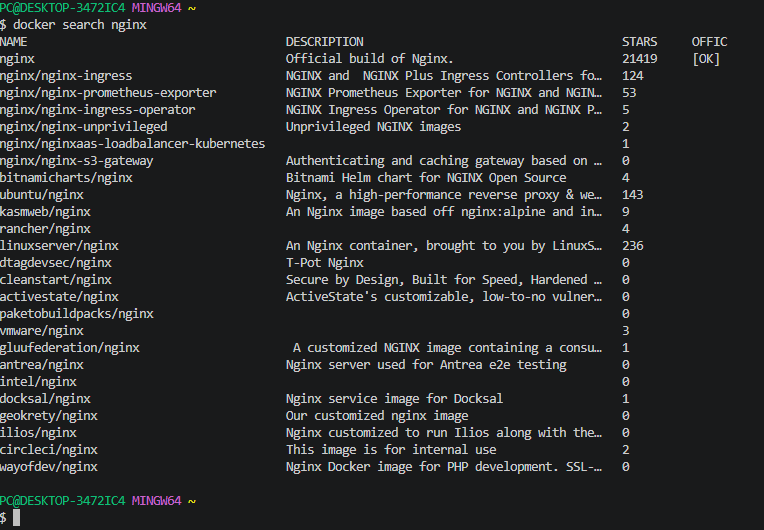 PC@DESKTOP-3472IC4 MINGW64 ~
$ docker search nginx
NAME DESCRIPTION STARS OFFIC
nginx Official build of Nginx. 21419 [OK]
nginx/nginx-ingress NGINX and  NGINX Plus Ingress Controllers fo… 124
nginx/nginx-prometheus-exporter NGINX Prometheus Exporter for NGINX and NGIN… 53
nginx/nginx-ingress-operator NGINX Ingress Operator for NGINX and NGINX P… 5
nginx/nginx-unprivileged Unprivileged NGINX images 2
nginx/nginxaas-loadbalancer-kubernetes 1
nginx/nginx-s3-gateway Authenticating and caching gateway based on … 0
bitnamicharts/nginx Bitnami Helm chart for NGINX Open Source 4
ubuntu/nginx Nginx, a high-performance reverse proxy & we… 143
kasmweb/nginx An Nginx image based off nginx:alpine and in… 9
rancher/nginx 4
linuxserver/nginx An Nginx container, brought to you by LinuxS… 236
dtagdevsec/nginx T-Pot Nginx 0
cleanstart/nginx Secure by Design, Built for Speed, Hardened … 0
activestate/nginx ActiveState's customizable, low-to-no vulner… 0
paketobuildpacks/nginx 0
vmware/nginx 3
gluufederation/nginx A customized NGINX image containing a consu… 1
antrea/nginx Nginx server used for Antrea e2e testing 0
intel/nginx 0
docksal/nginx Nginx service image for Docksal 1
geokrety/nginx Our customized nginx image 0
ilios/nginx Nginx customized to run Ilios along with the… 0
circleci/nginx This image is for internal use 2
wayofdev/nginx Nginx Docker image for PHP development. SSL-… 0
PC@DESKTOP-3472IC4 MINGW64 ~
$